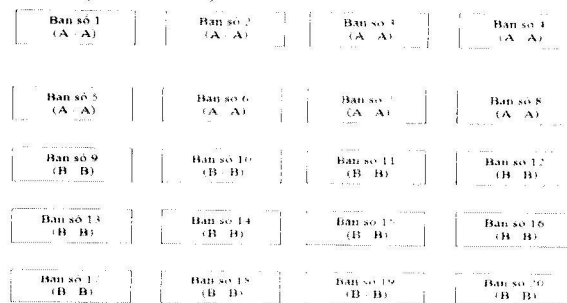 Bàn số 1
(A - A)
Bàn số 2
(A - A)
Bàn số 3
(A A)
Bàn số 4
(A A)
Bàn số 5
(A A)
Bàn số 6
(A A)
Bàn số
(A A)
Bàn số 8
(A A)
Bàn số 9
(B B)
Bàn số 10
(B - B)
Bàn số 11
(B B)
Bàn số 12
(B B)
Bàn số 13
(B B)
Bàn số 14
(B B)
Bàn số 15
(B B)
Bàn số 16
(B B)
Bàn số 17
(B B)
Bàn số 18
(B B)
Bàn số 19
(B - B)
Bàn số 20
(B B)